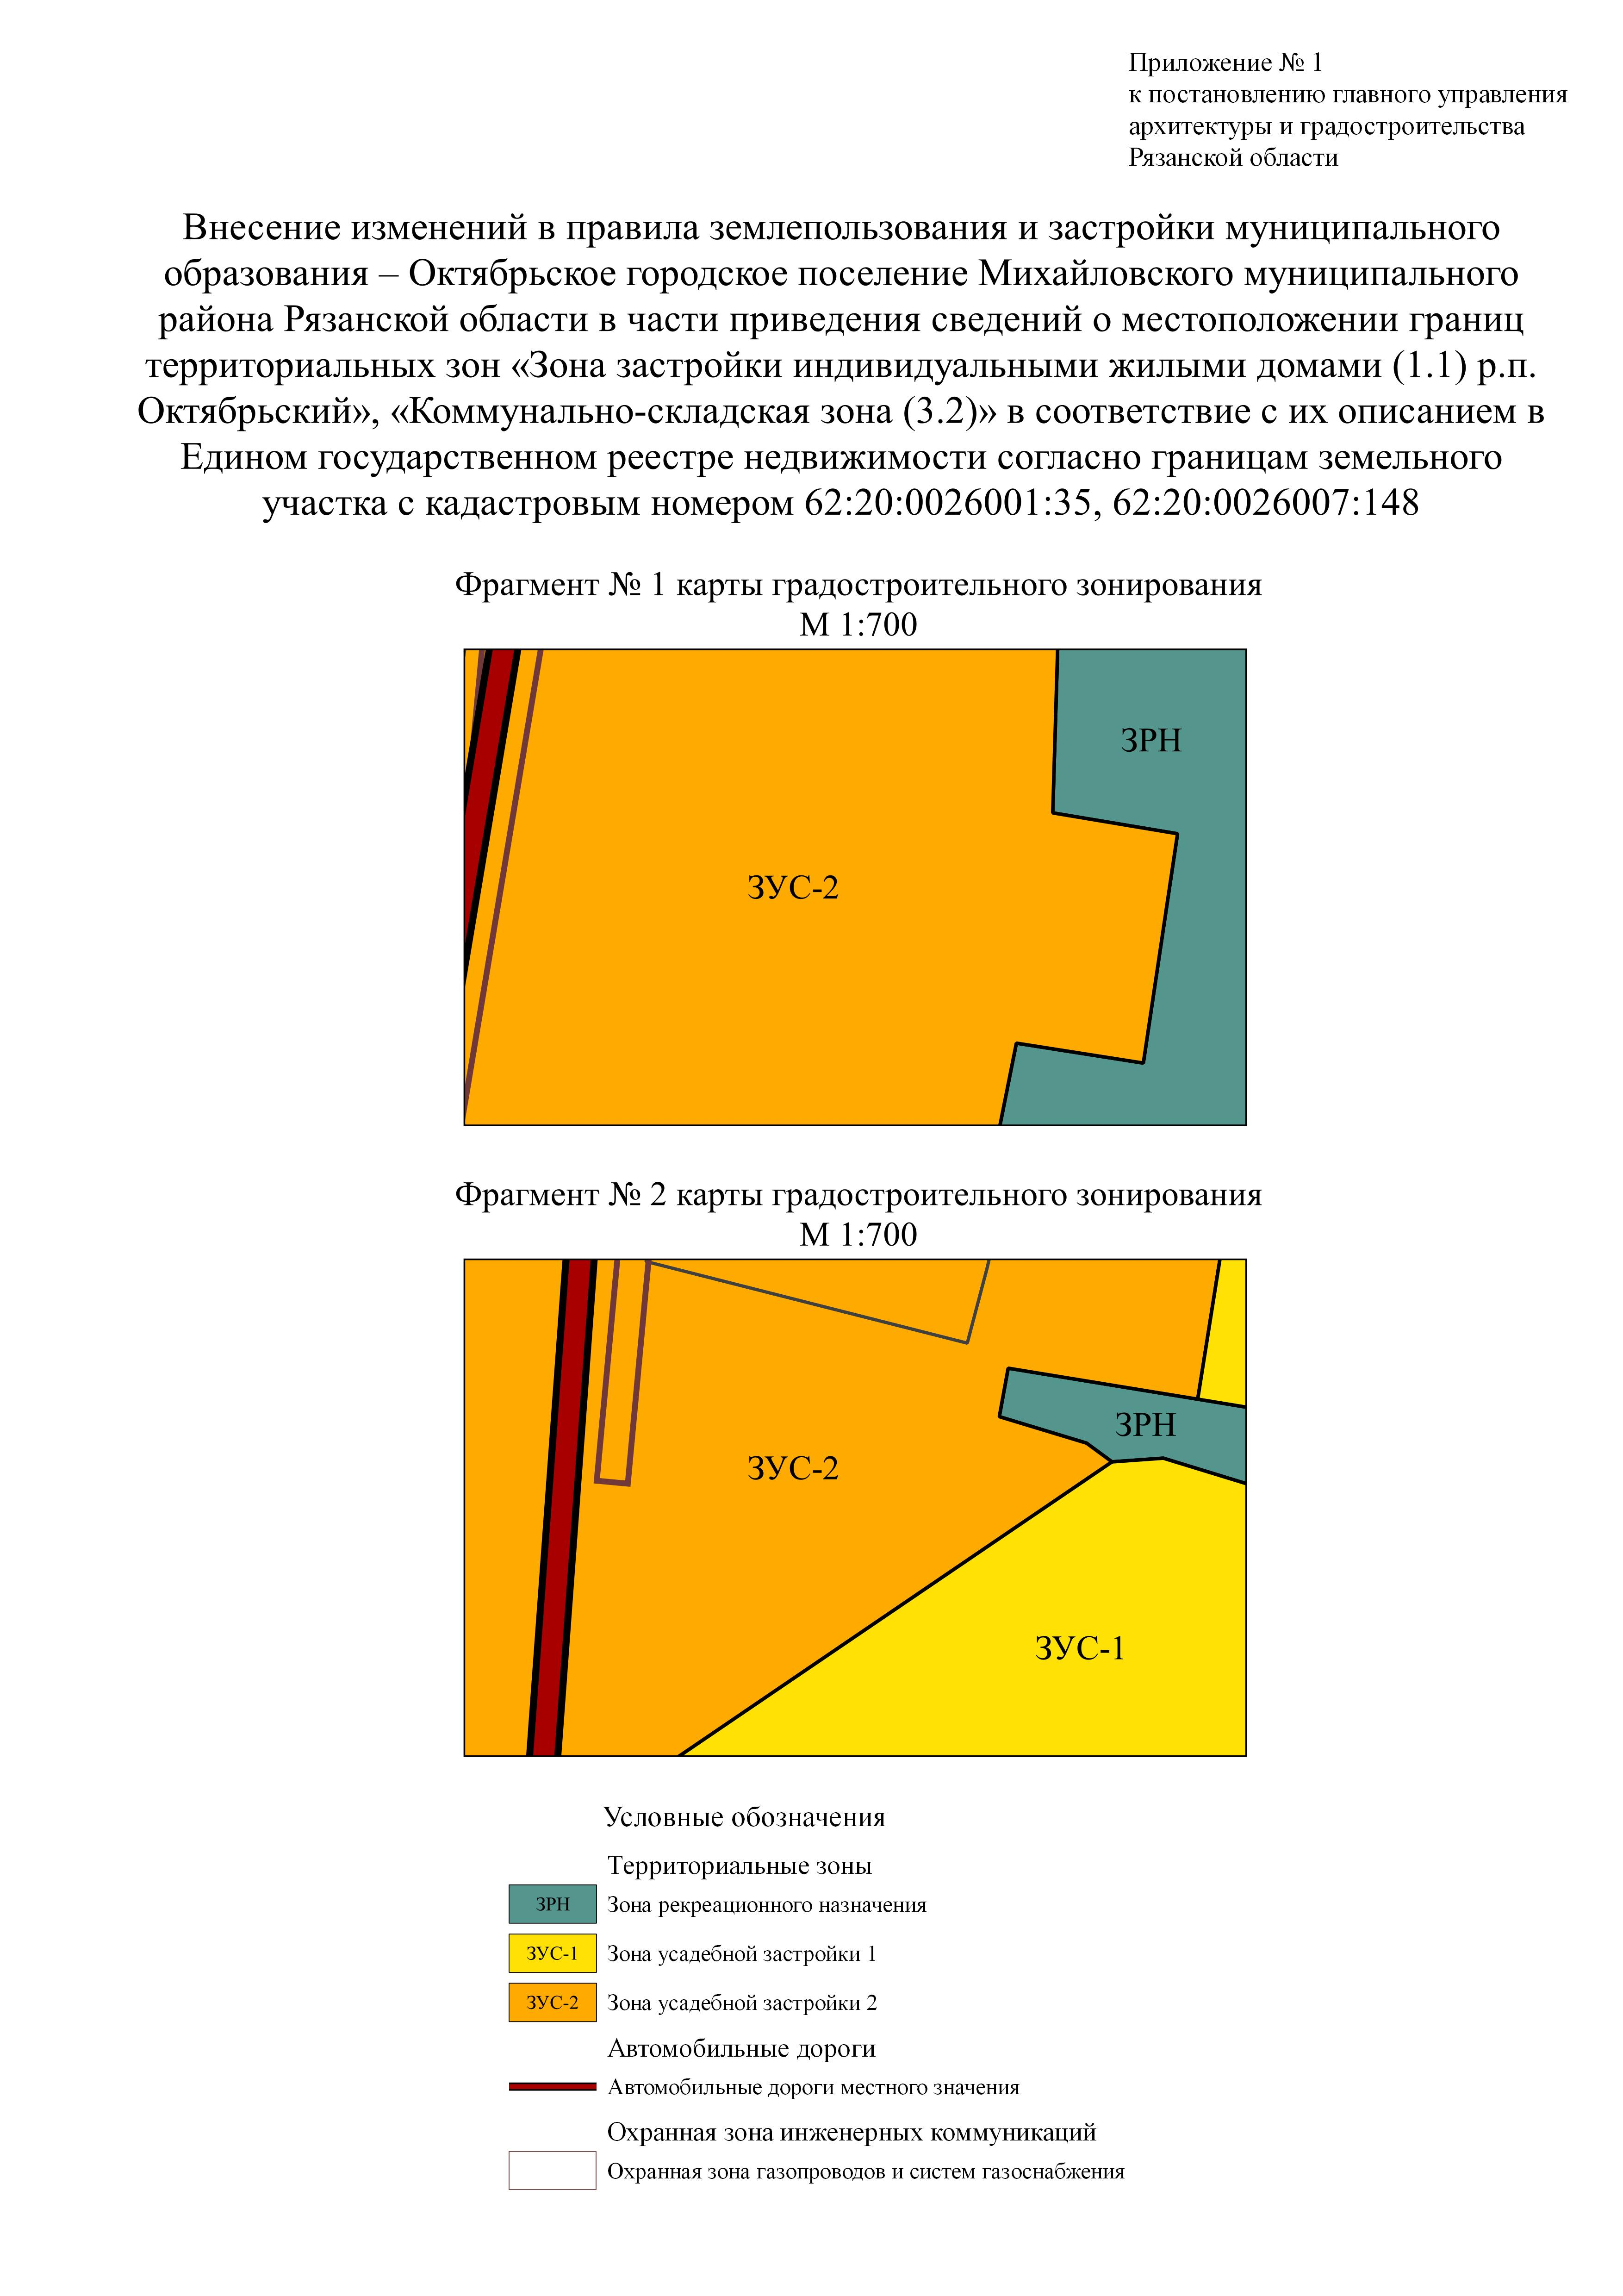 Приложение № 1
к постановлению главного управления
архитектуры и градостроительства
Рязанской области
Внесение изменений в правила землепользования и застройки муниципального
образования – Октябрьское городское поселение Михайловского муниципального
района Рязанской области в части приведения сведений о местоположении границ
территориальных зон «Зона застройки индивидуальными жилыми домами (1.1) р.п.
Октябрьский», «Коммунально-складская зона (3.2)» в соответствие с их описанием в
Едином государственном реестре недвижимости согласно границам земельного
участка с кадастровым номером 62:20:0026001:35, 62:20:0026007:148
Фрагмент № 1 карты градостроительного зонирования
М 1:700
ЗРН
ЗУС-2
Фрагмент № 2 карты градостроительного зонирования
М 1:700
ЗРН
ЗУС-2
ЗУС-1
Условные обозначения
Территориальные зоны
ЗРН Зона рекреационного назначения
ЗУС-1 Зона усадебной застройки 1
ЗУС-2 Зона усадебной застройки 2
Автомобильные дороги
Автомобильные дороги местного значения
Охранная зона инженерных коммуникаций
Охранная зона газопроводов и систем газоснабжения